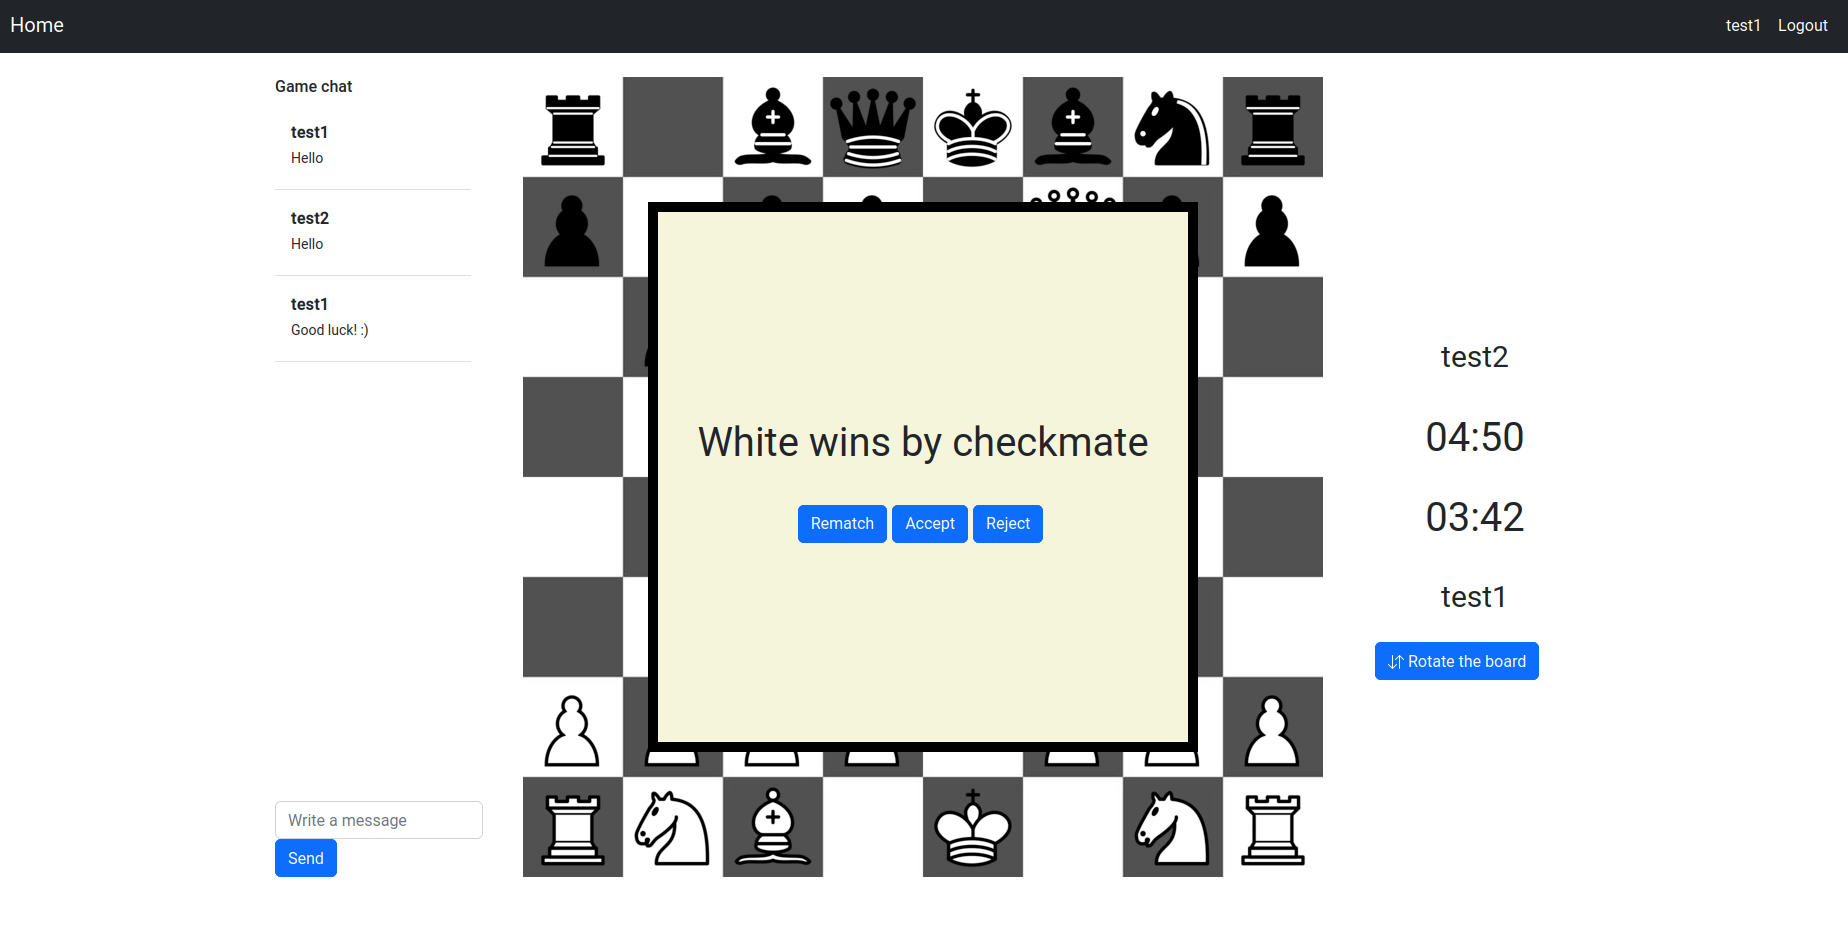 Home
test1 Logout
Game chat
test1
Hello
test2
Hello
test1
Good luck! :)
Write a message
Send
White wins by checkmate
Rematch Accept Reject
test2
04:50
03:42
test1
Rotate the board